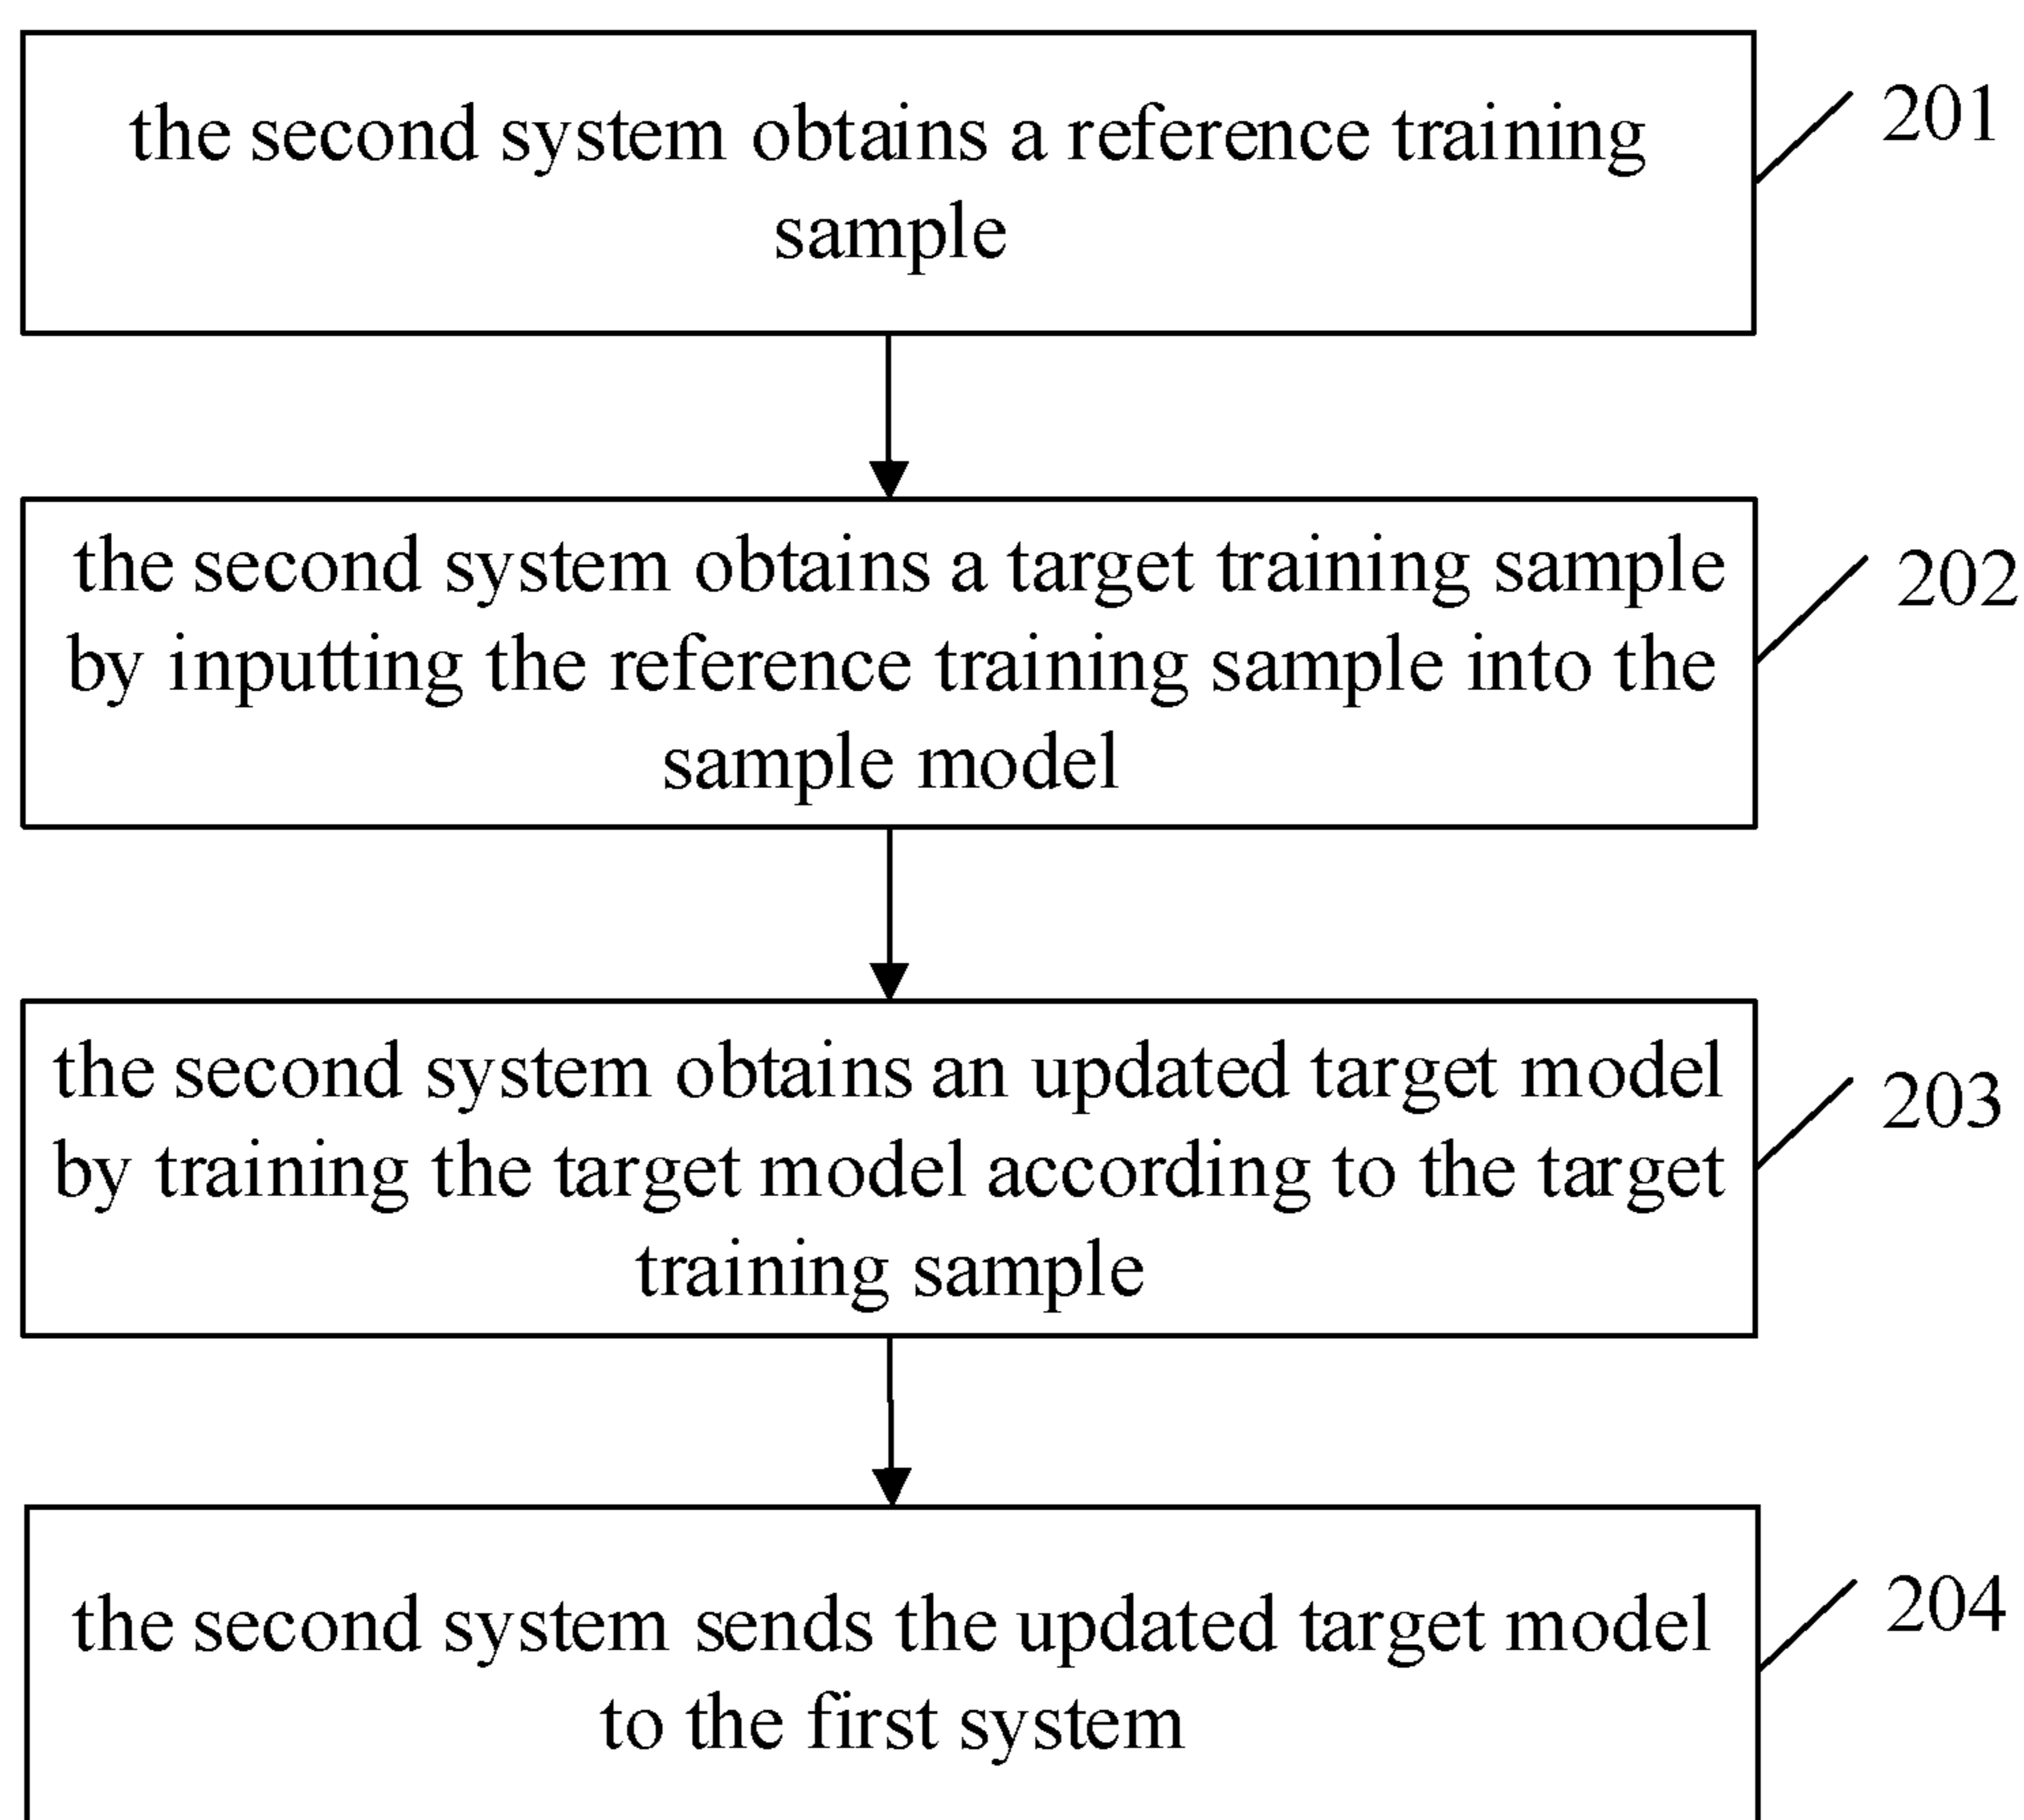 the second system obtains a reference training
sample
201
the second system obtains a target training sample
by inputting the reference training sample into the
sample model
202
the second system obtains an updated target model
by training the target model according to the target
training sample
203
the second system sends the updated target model
to the first system
204